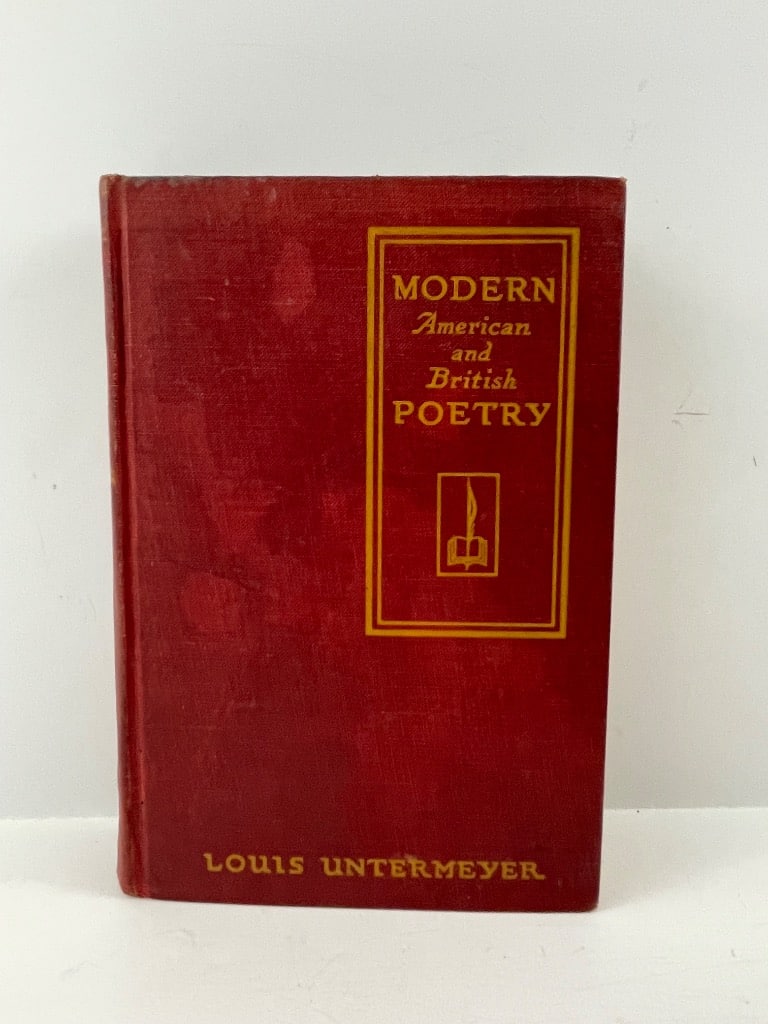 MODERN
American
and
British
POETRY
LOUIS UNTERMEYER